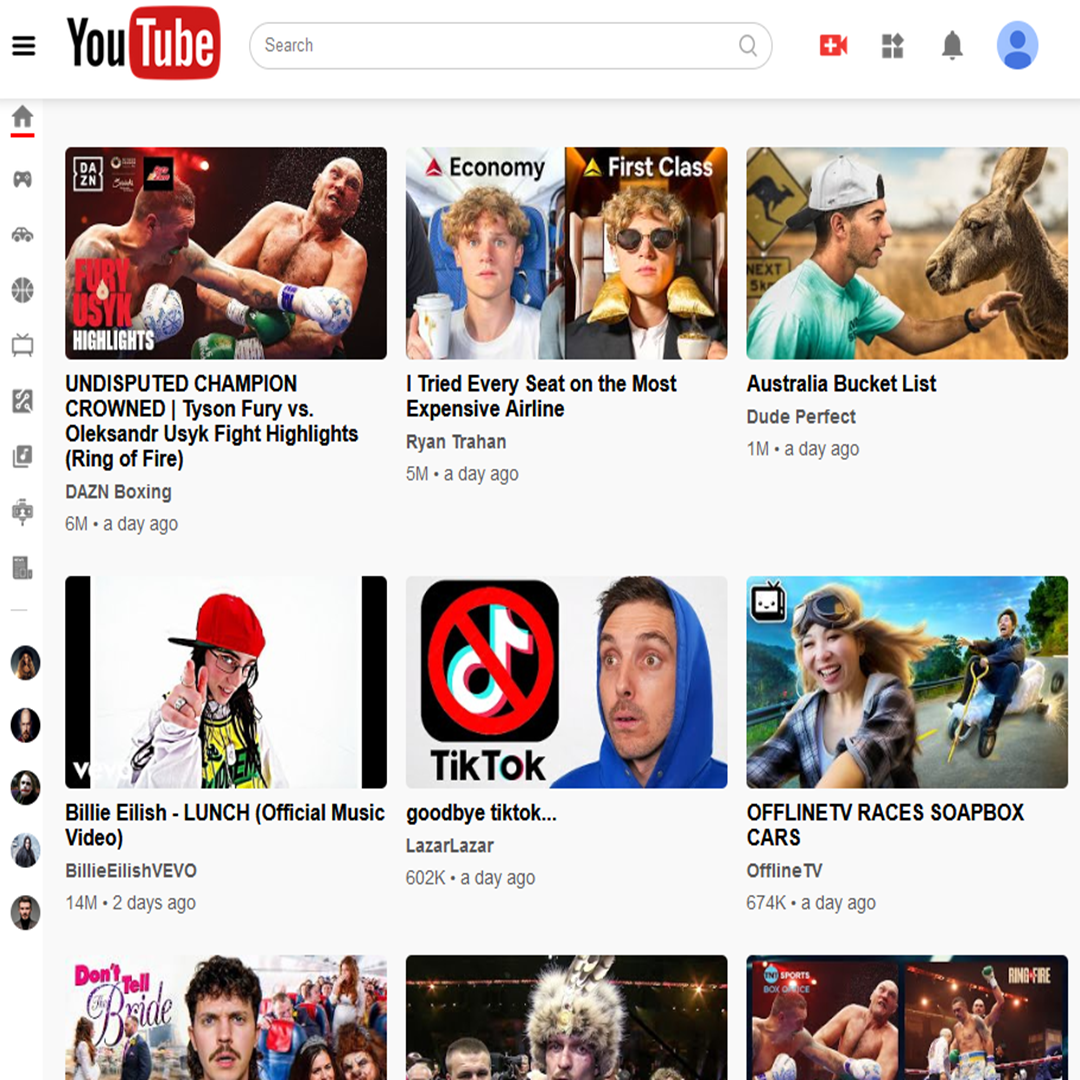 YouTube
Search
DAZN
FURY
USYK
HIGHLIGHTS
Economy
First Class
NEXT
5km
UNDISPUTED CHAMPION
CROWNED | Tyson Fury vs.
Oleksandr Usyk Fight Highlights
(Ring of Fire)
DAZN Boxing
6M • a day ago
I Tried Every Seat on the Most
Expensive Airline
Ryan Trahan
5M • a day ago
Australia Bucket List
Dude Perfect
1M • a day ago
vevo
TikTok
Billie Eilish - LUNCH (Official Music
Video)
BillieEilishVEVO
14M • 2 days ago
goodbye tiktok...
LazarLazar
602K • a day ago
OFFLINETV RACES SOAPBOX
CARS
OfflineTV
674K • a day ago
Don't Tell
The
Bride
TNT SPORTS
BOX OFFICE
RING FIRE